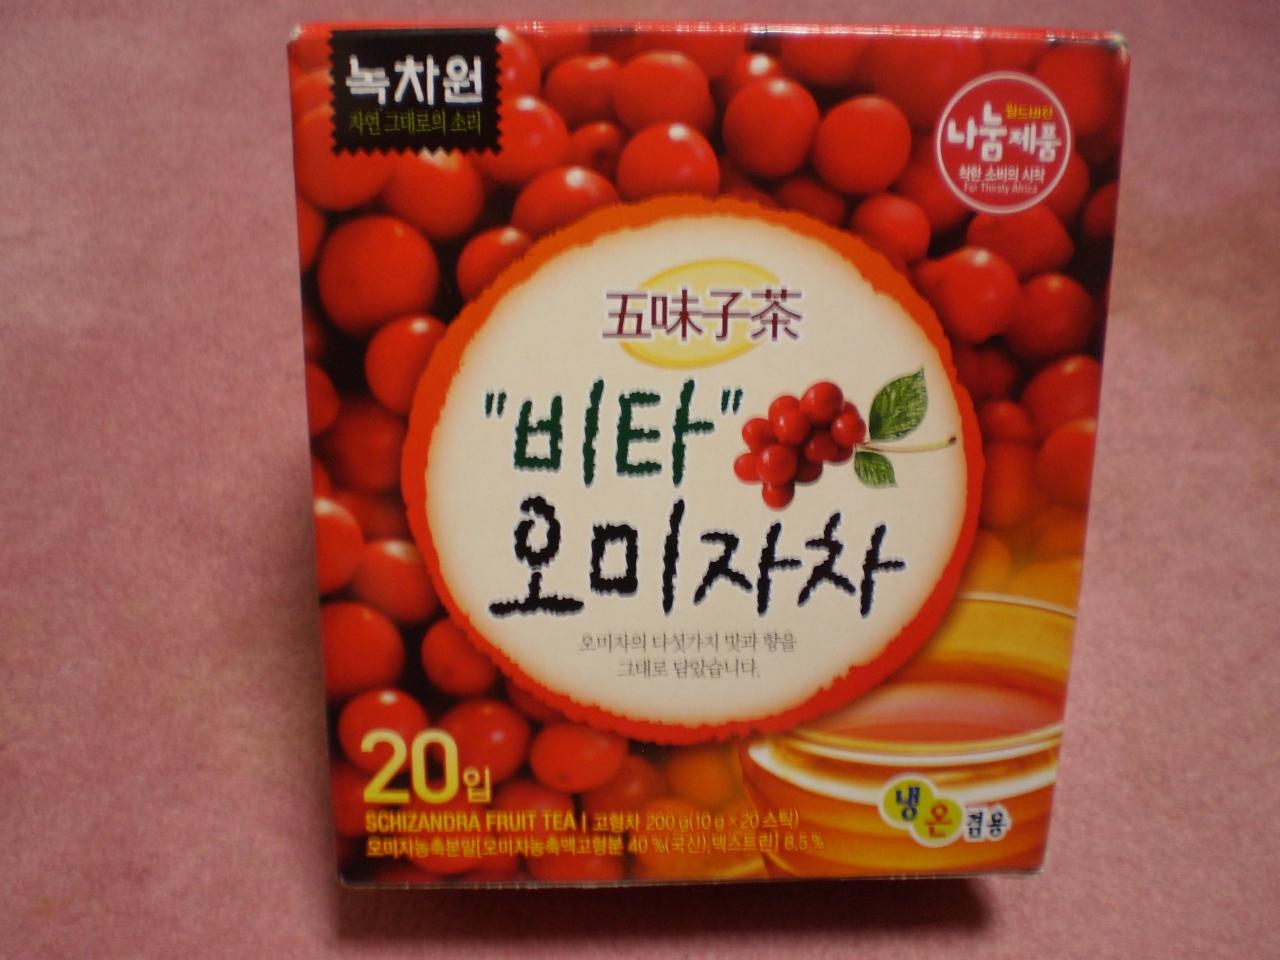 녹차원
자연 그대로의 소리
월드비전
나눔제품
착한 소비의 시작
For Thirsty Africa
五味子茶
"비타"
오미자차
오미자의 다섯가지 맛과 향을
그대로 담았습니다.
20입
냉온겸용
SCHIZANDRA FRUIT TEA | 고형차 200 g(10 g × 20 스틱)
오미자농축분말[오미자농축액고형분 40 %(국산),덱스트린] 8.5 %